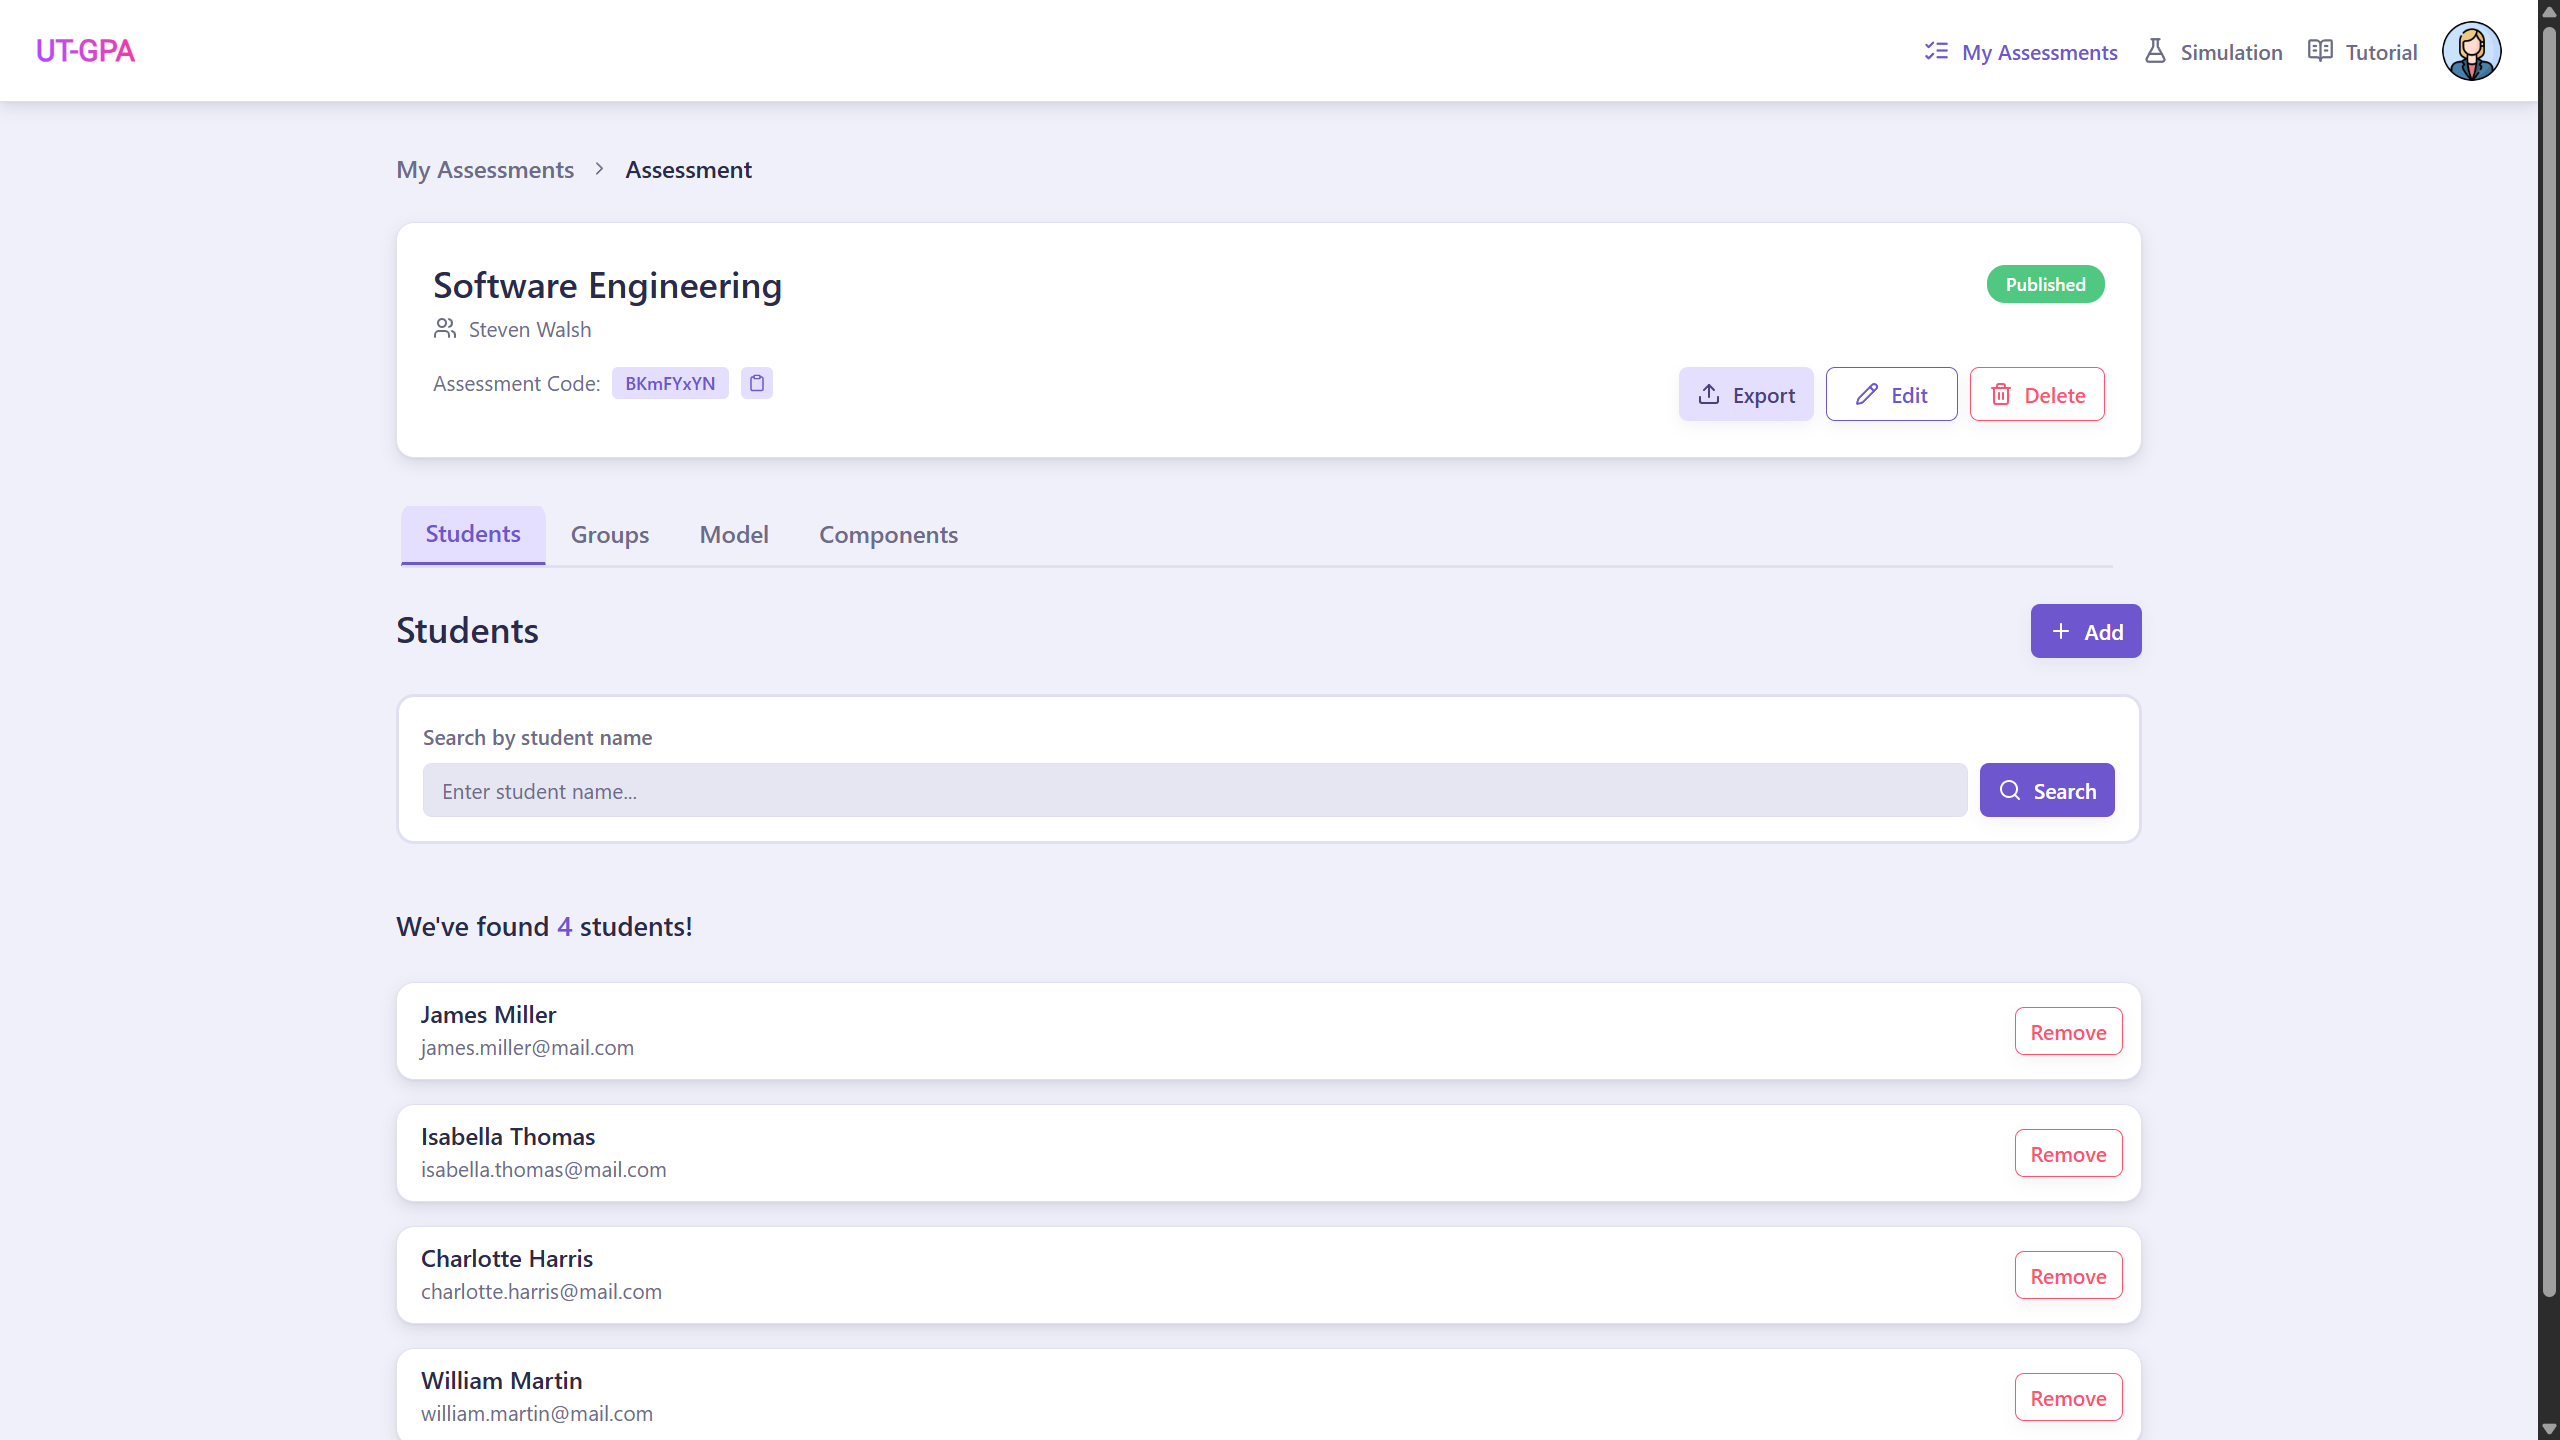 UT-GPA
My Assessments
Simulation
Tutorial
My Assessments > Assessment
Software Engineering
Published
Steven Walsh
Assessment Code: BKmFYxYN
Export
Edit
Delete
Students
Groups
Model
Components
Students
+ Add
Search by student name
Enter student name...
Search
We've found 4 students!
James Miller
james.miller@mail.com
Remove
Isabella Thomas
isabella.thomas@mail.com
Remove
Charlotte Harris
charlotte.harris@mail.com
Remove
William Martin
william.martin@mail.com
Remove